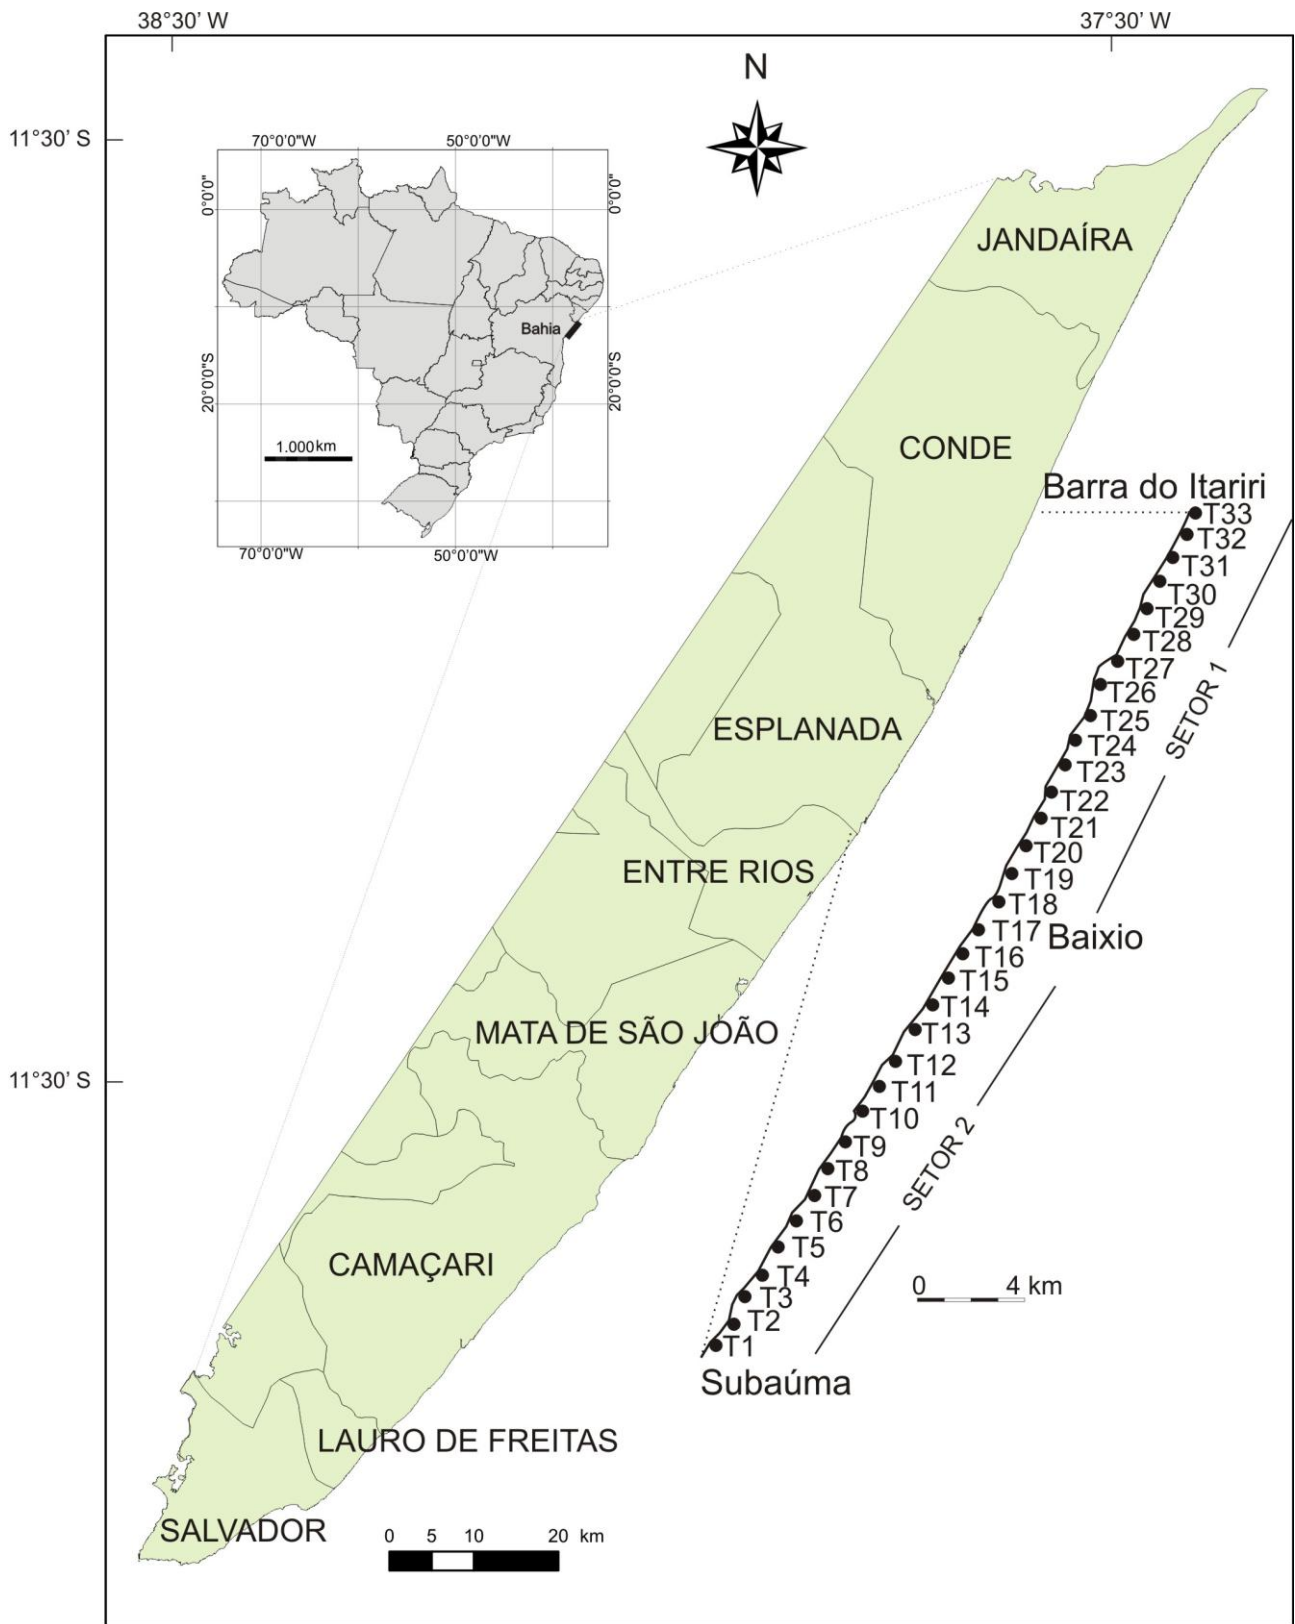 38°30' W
37°30' W
N
11°30' S
70°0'0"W
50°0'0"W
0°0'0"
0°0'0"
JANDAÍRA
Bahia
20°0'0"S
20°0'0"S
1.000 km
CONDE
70°0'0"W
50°0'0"W
Barra do Itariri
T33
T32
T31
T30
T29
T28
T27
T26
SETOR 1
T25
ESPLANADA
T24
T23
T22
T21
T20
ENTRE RIOS
T19
T18
T17
Baixio
T16
T15
T14
MATA DE SÃO JOÃO
T13
T12
11°30' S
T11
T10
T9
SETOR 2
T8
T7
T6
T5
CAMAÇARI
T4
0 4 km
T3
T2
T1
Subaúma
LAURO DE FREITAS
SALVADOR
0 5 10 20 km